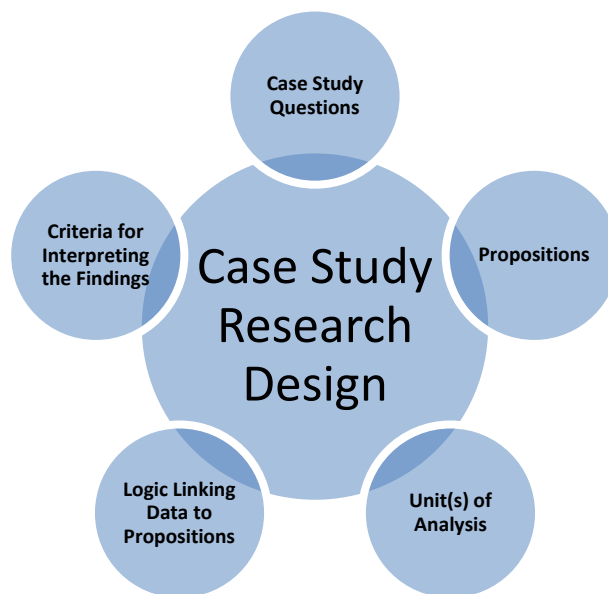 Case Study
Questions
Propositions
Unit(s) of
Analysis
Logic Linking
Data to
Propositions
Criteria for
Interpreting
the Findings
Case Study
Research
Design